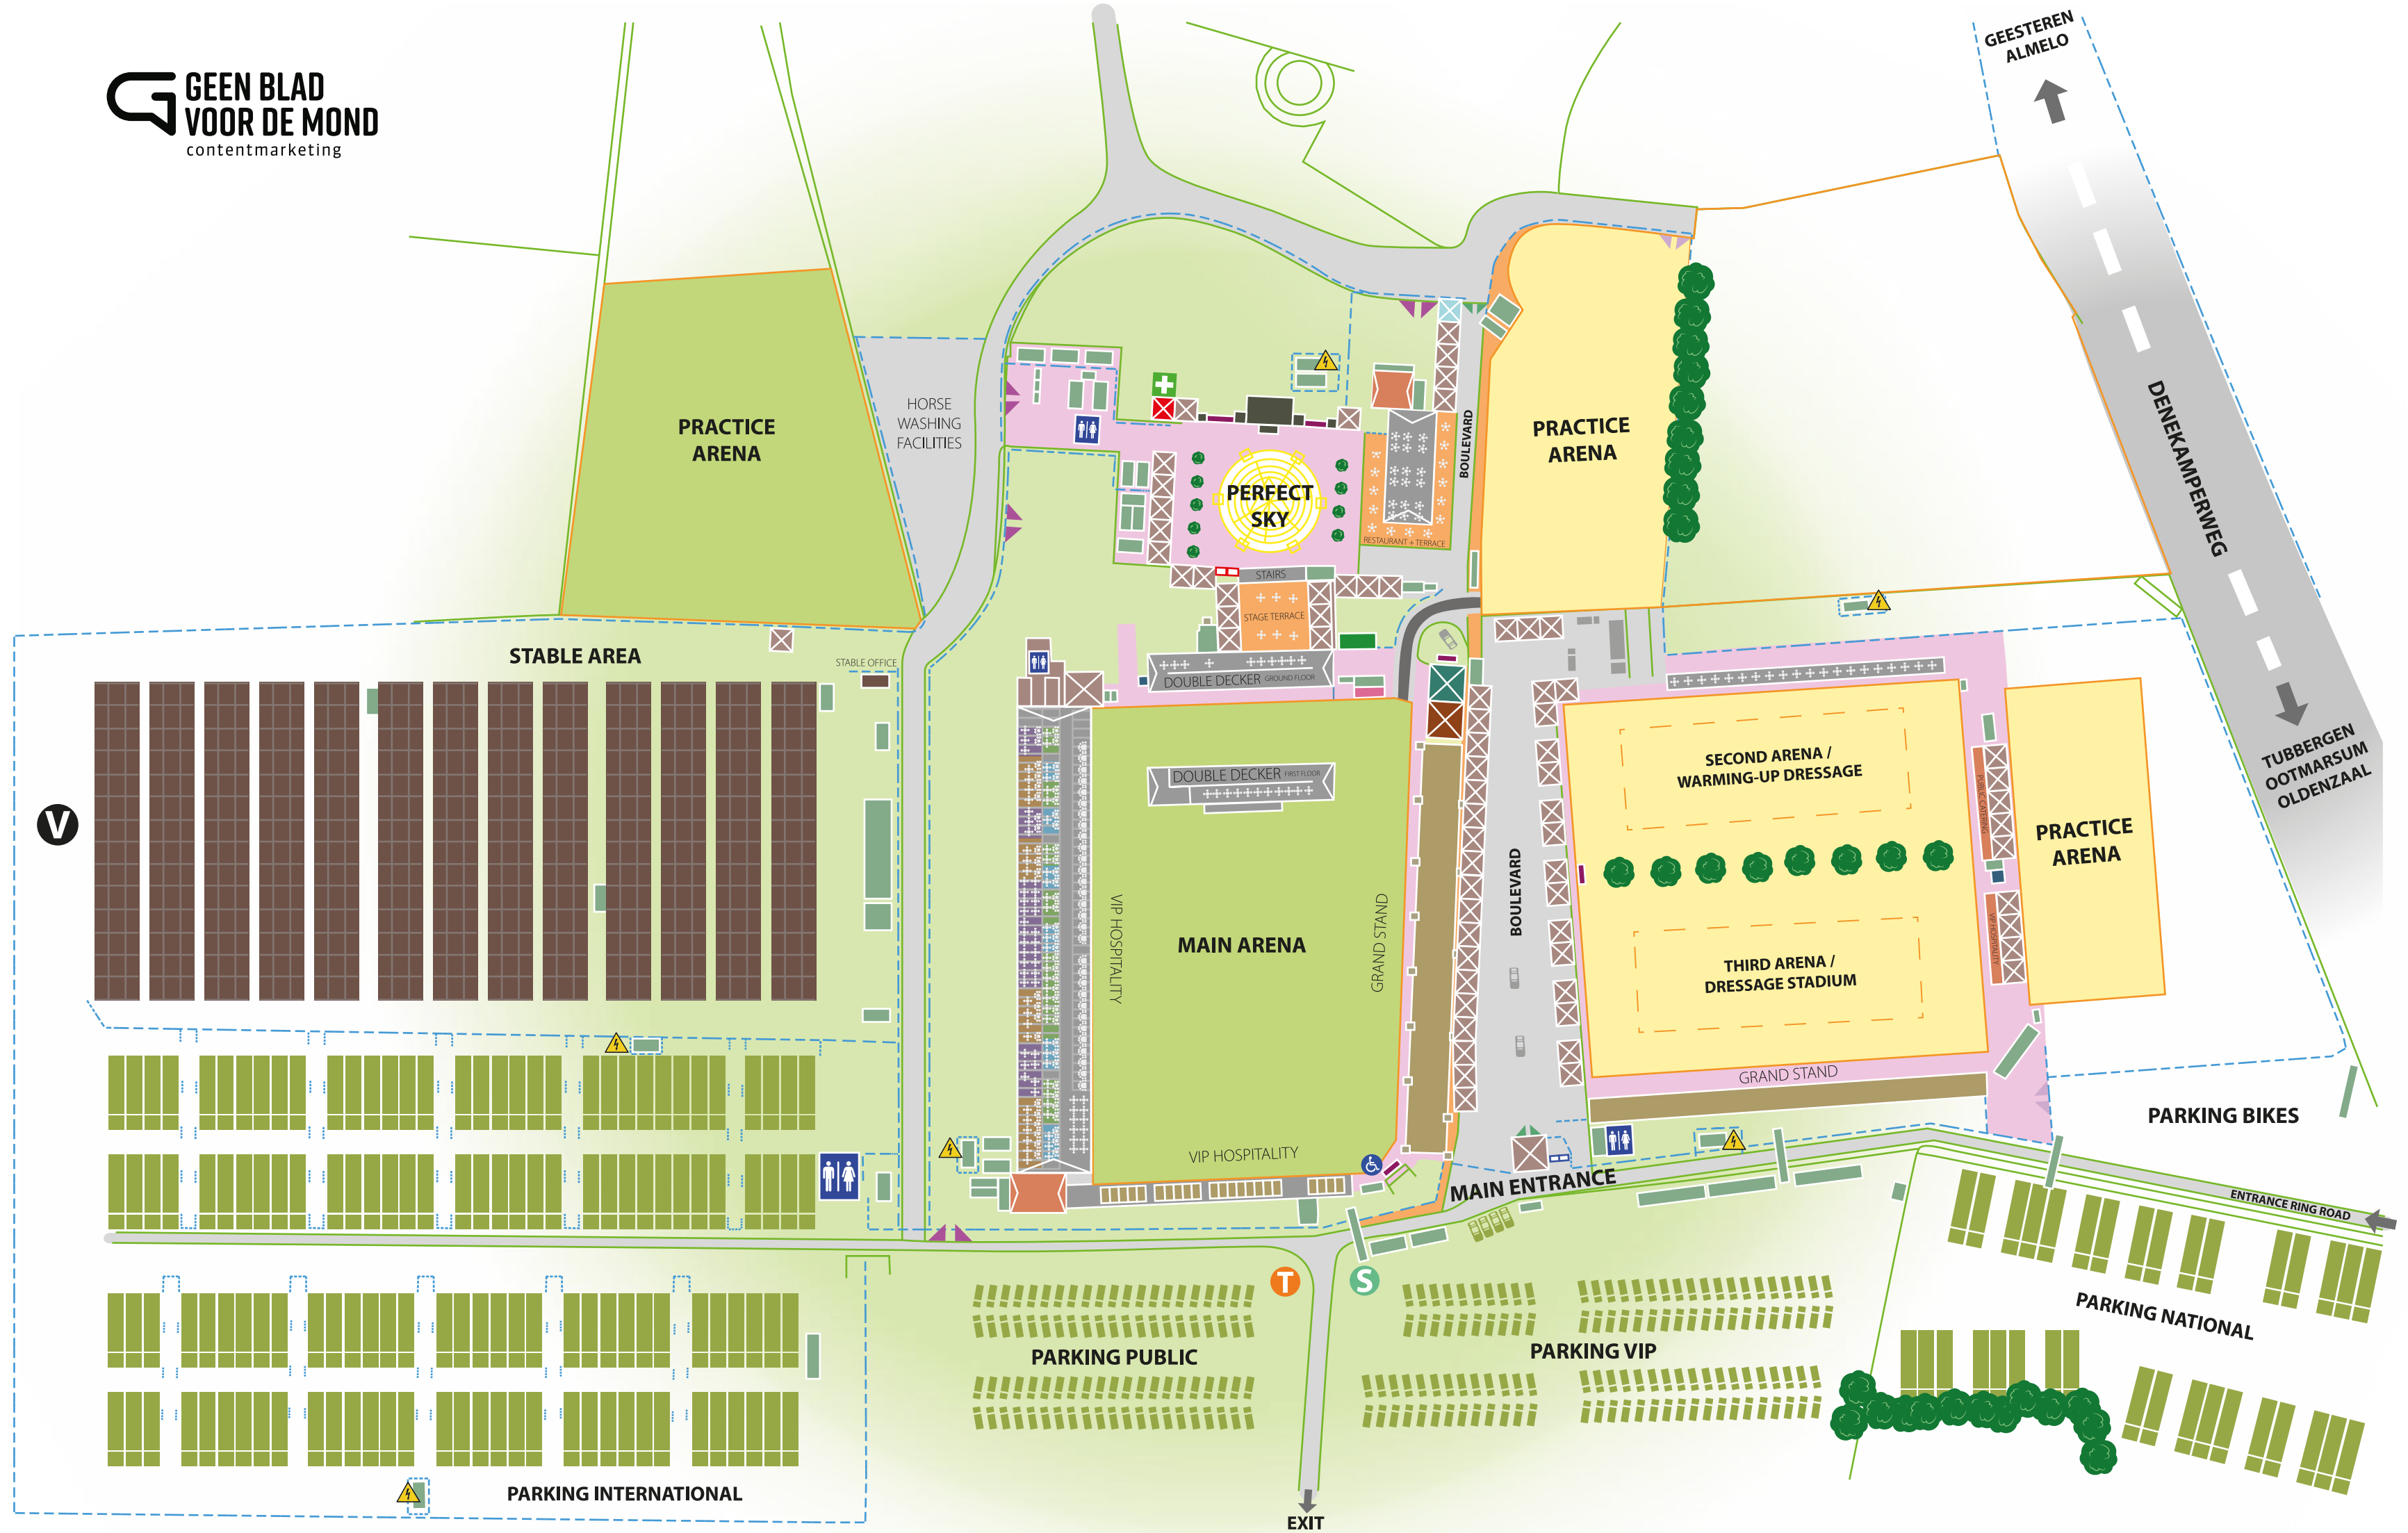 GEEN BLAD
VOOR DE MOND
contentmarketing
GEESTEREN
ALMELO
DENEKAMPERWEG
TUBBERGEN
OOTMARSUM
OLDENZAAL
PRACTICE
ARENA
HORSE
WASHING
FACILITIES
PERFECT
SKY
BOULEVARD
PRACTICE
ARENA
RESTAURANT + TERRACE
STAIRS
STAGE TERRACE
STABLE AREA
STABLE OFFICE
DOUBLE DECKER GROUND FLOOR
DOUBLE DECKER FIRST FLOOR
V
VIP HOSPITALITY
MAIN ARENA
GRAND STAND
BOULEVARD
SECOND ARENA /
WARMING-UP DRESSAGE
PUBLIC CATERING
PRACTICE
ARENA
THIRD ARENA /
DRESSAGE STADIUM
VIP HOSPITALITY
GRAND STAND
VIP HOSPITALITY
MAIN ENTRANCE
PARKING BIKES
ENTRANCE RING ROAD
T
S
PARKING PUBLIC
PARKING VIP
PARKING NATIONAL
PARKING INTERNATIONAL
EXIT